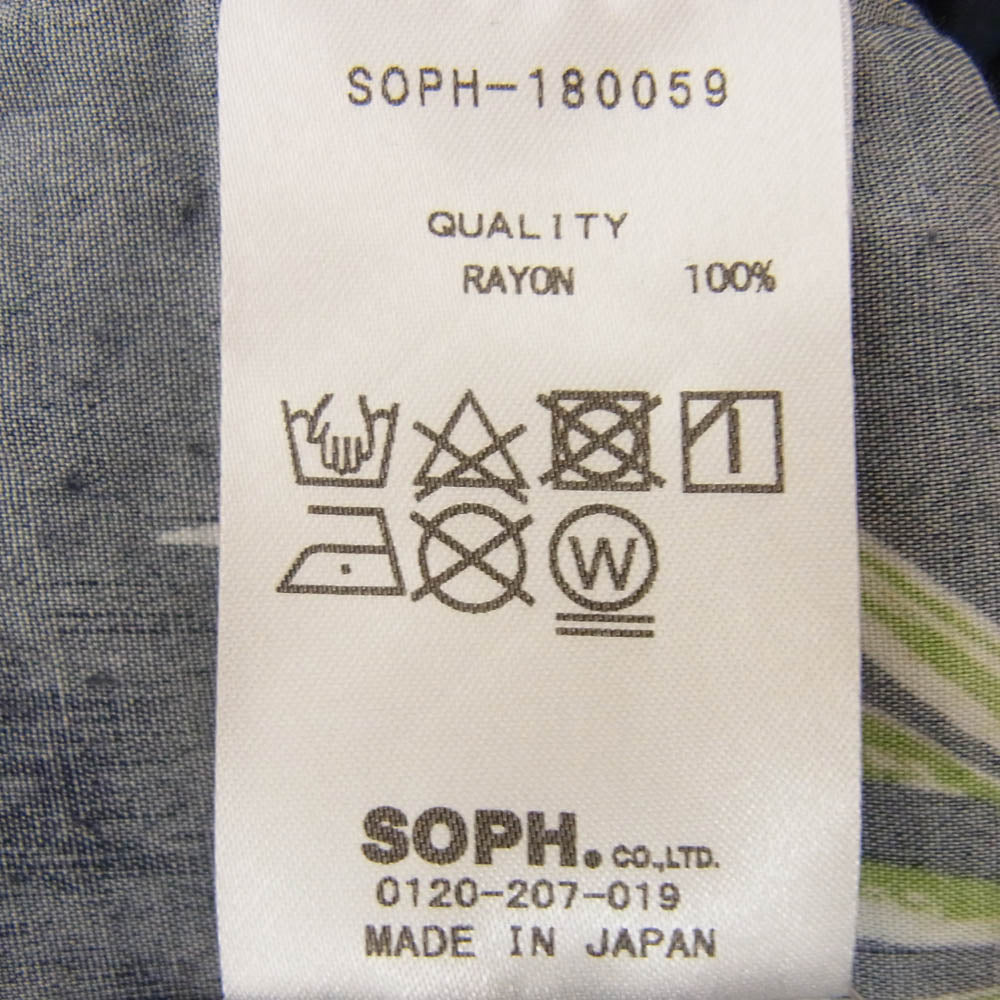 SOPH-180059
QUALITY
RAYON 100%
W
SOPH. CO.,LTD.
0120-207-019
MADE IN JAPAN